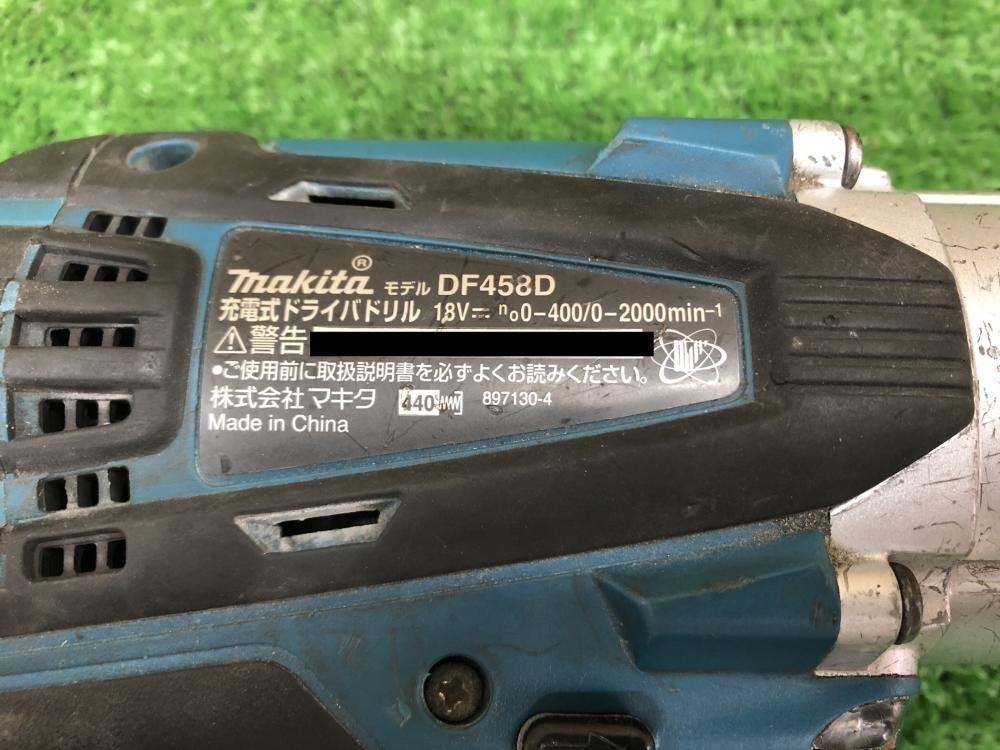 makita® モデル DF458D
充電式ドライバドリル 18V⎓ n₀0-400/0-2000min⁻¹
⚠警告
•ご使用前に取扱説明書を必ずよくお読みください。
株式会社 マキタ 440 897130-4
Made in China